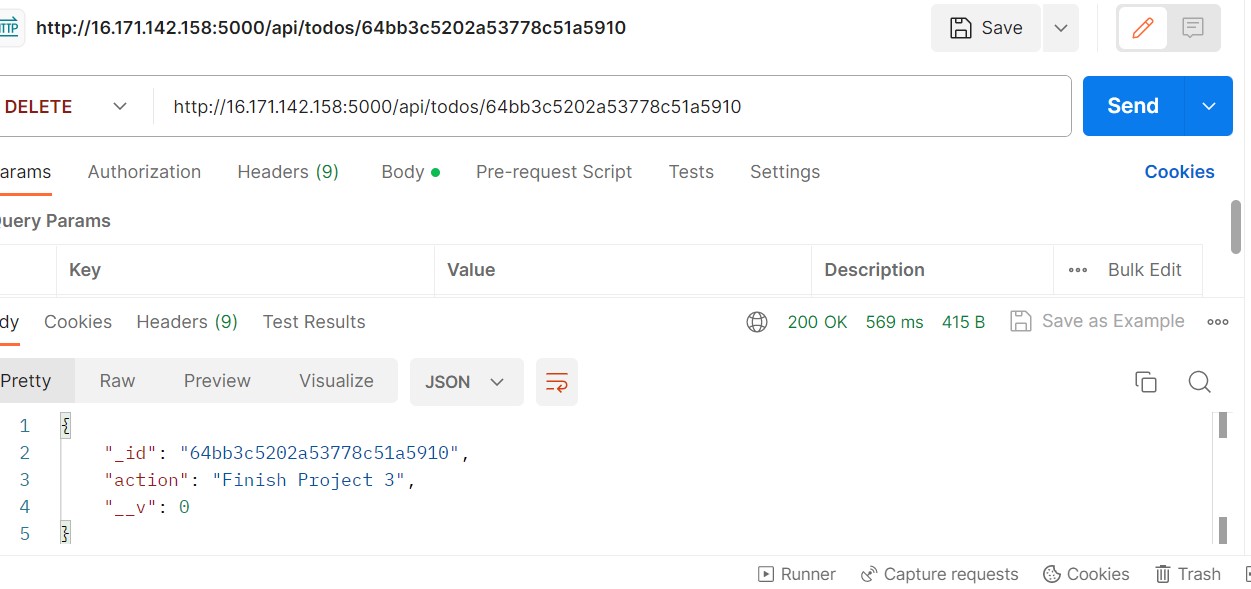 HTTP http://16.171.142.158:5000/api/todos/64bb3c5202a53778c51a5910 Save
DELETE http://16.171.142.158:5000/api/todos/64bb3c5202a53778c51a5910 Send
arams Authorization Headers (9) Body Pre-request Script Tests Settings Cookies
uery Params
Key Value Description ••• Bulk Edit
dy Cookies Headers (9) Test Results 200 OK 569 ms 415 B Save as Example •••
Pretty Raw Preview Visualize JSON
1 {
2 "_id": "64bb3c5202a53778c51a5910",
3 "action": "Finish Project 3",
4 "__v": 0
5 }
Runner Capture requests Cookies Trash